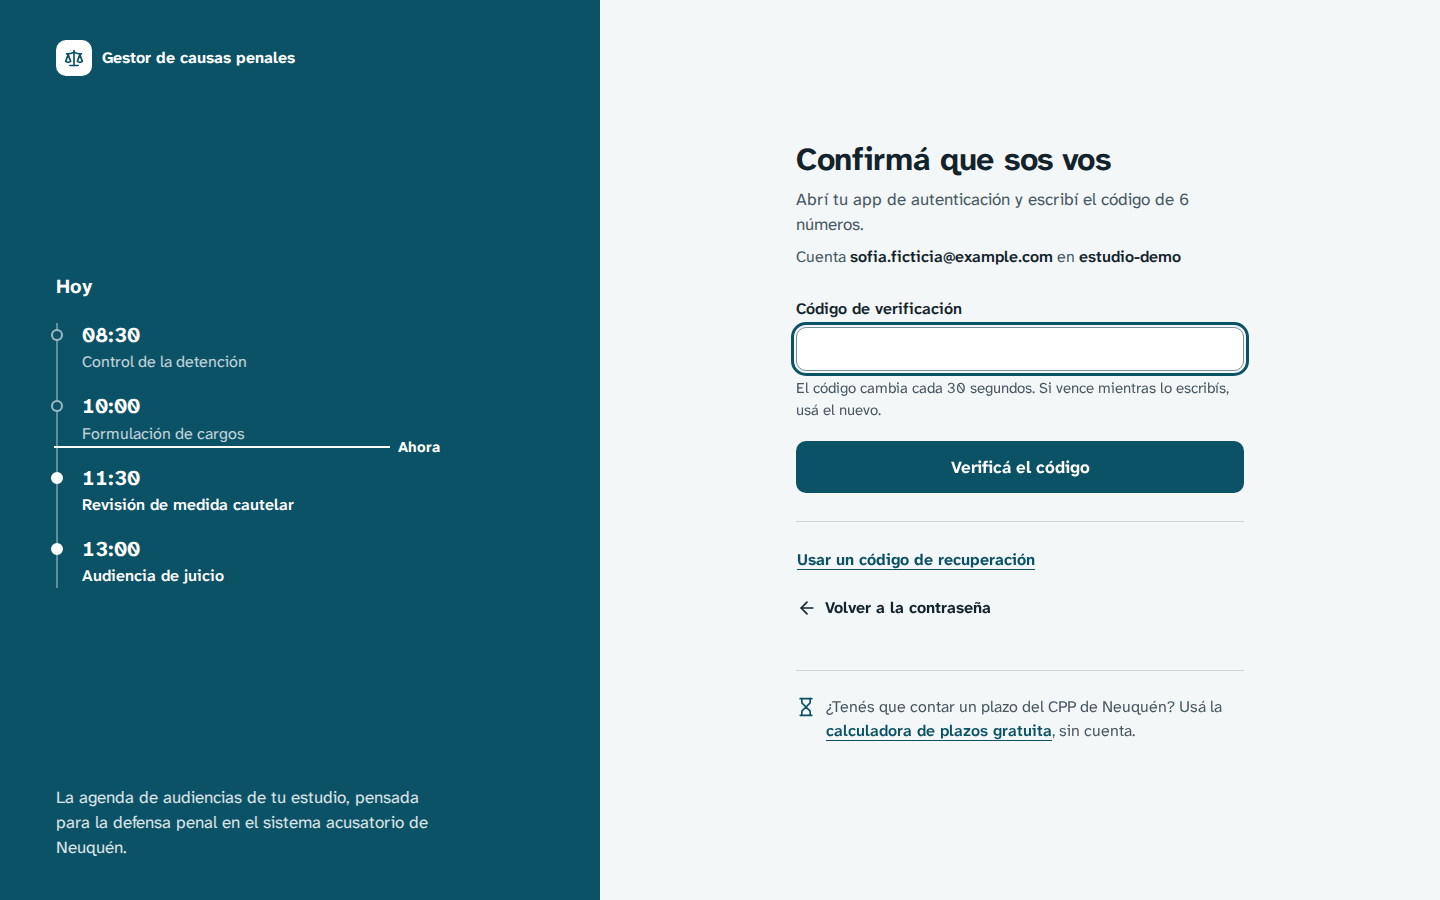 Gestor de causas penales
Hoy
08:30
Control de la detención
10:00
Formulación de cargos
Ahora
11:30
Revisión de medida cautelar
13:00
Audiencia de juicio
La agenda de audiencias de tu estudio, pensada
para la defensa penal en el sistema acusatorio de
Neuquén.
Confirmá que sos vos
Abrí tu app de autenticación y escribí el código de 6
números.
Cuenta sofia.ficticia@example.com en estudio-demo
Código de verificación
El código cambia cada 30 segundos. Si vence mientras lo escribís,
usá el nuevo.
Verificá el código
Usar un código de recuperación
Volver a la contraseña
¿Tenés que contar un plazo del CPP de Neuquén? Usá la
calculadora de plazos gratuita, sin cuenta.